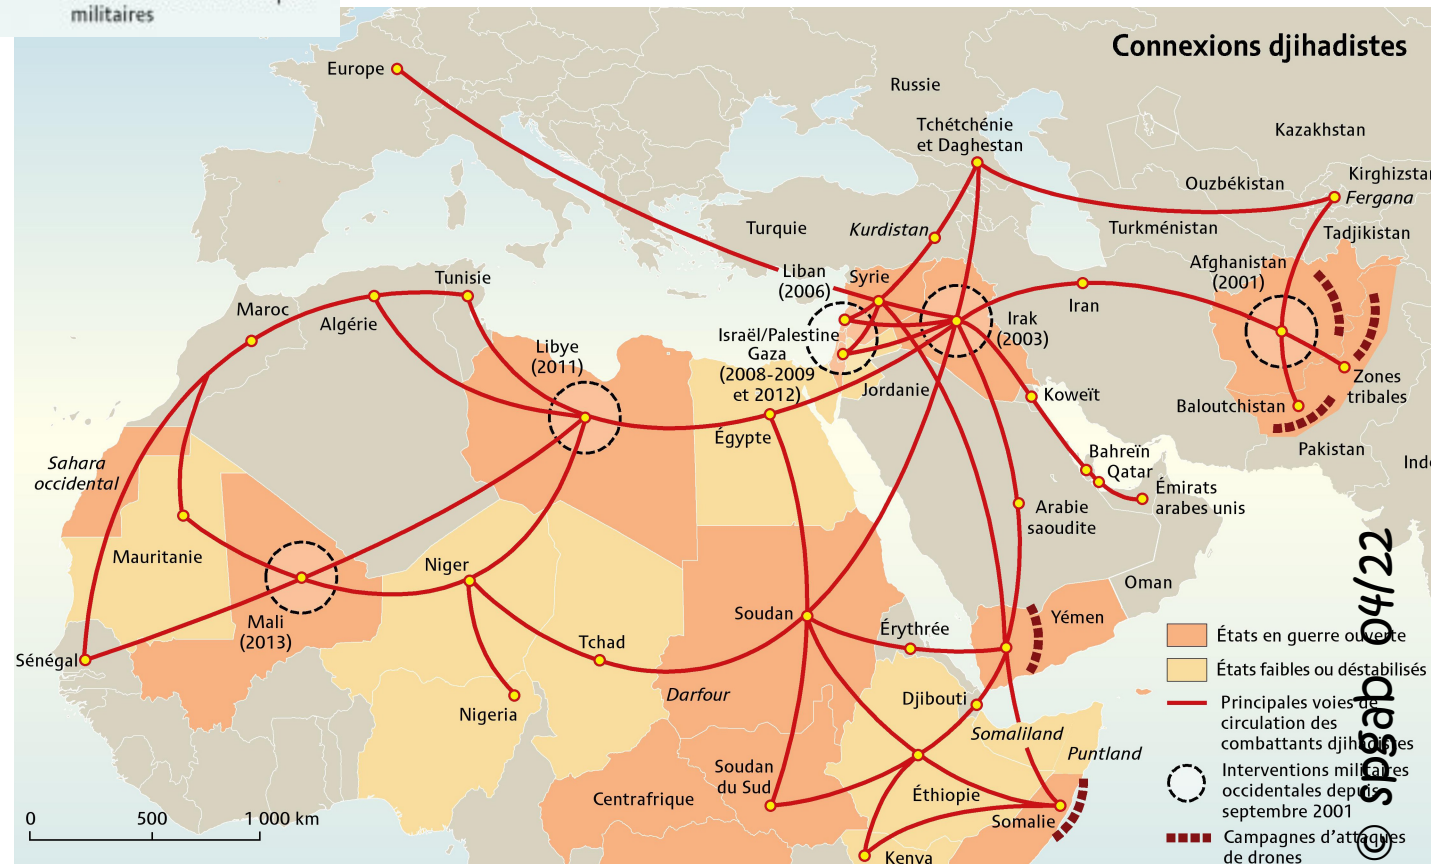 militaires
Connexions djihadistes
Europe
Russie
Tchétchénie
et Daghestan
Kazakhstan
Kirghizstan
Ouzbékistan
Fergana
Turquie
Kurdistan
Turkménistan
Tadjikistan
Liban
(2006)
Syrie
Afghanistan
(2001)
Tunisie
Maroc
Algérie
Iran
Libye
(2011)
Israël/Palestine
Gaza
(2008-2009
et 2012)
Irak
(2003)
Jordanie
Koweït
Zones
tribales
Baloutchistan
Égypte
Pakistan
Sahara
occidental
Bahreïn
Qatar
Émirats
arabes unis
Arabie
saoudite
Mauritanie
Niger
Oman
Mali
(2013)
Soudan
Érythrée
Yémen
Sénégal
Tchad
Darfour
Nigeria
Djibouti
Somaliland
Puntland
Soudan
du Sud
Centrafrique
Éthiopie
Somalie
Kenya
0 500 1 000 km
États en guerre ouverte
États faibles ou déstabilisés
Principales voies de
circulation des
combattants djihadistes
Interventions militaires
occidentales depuis
septembre 2001
Campagnes d'attaques
de drones
© spgab 04/22